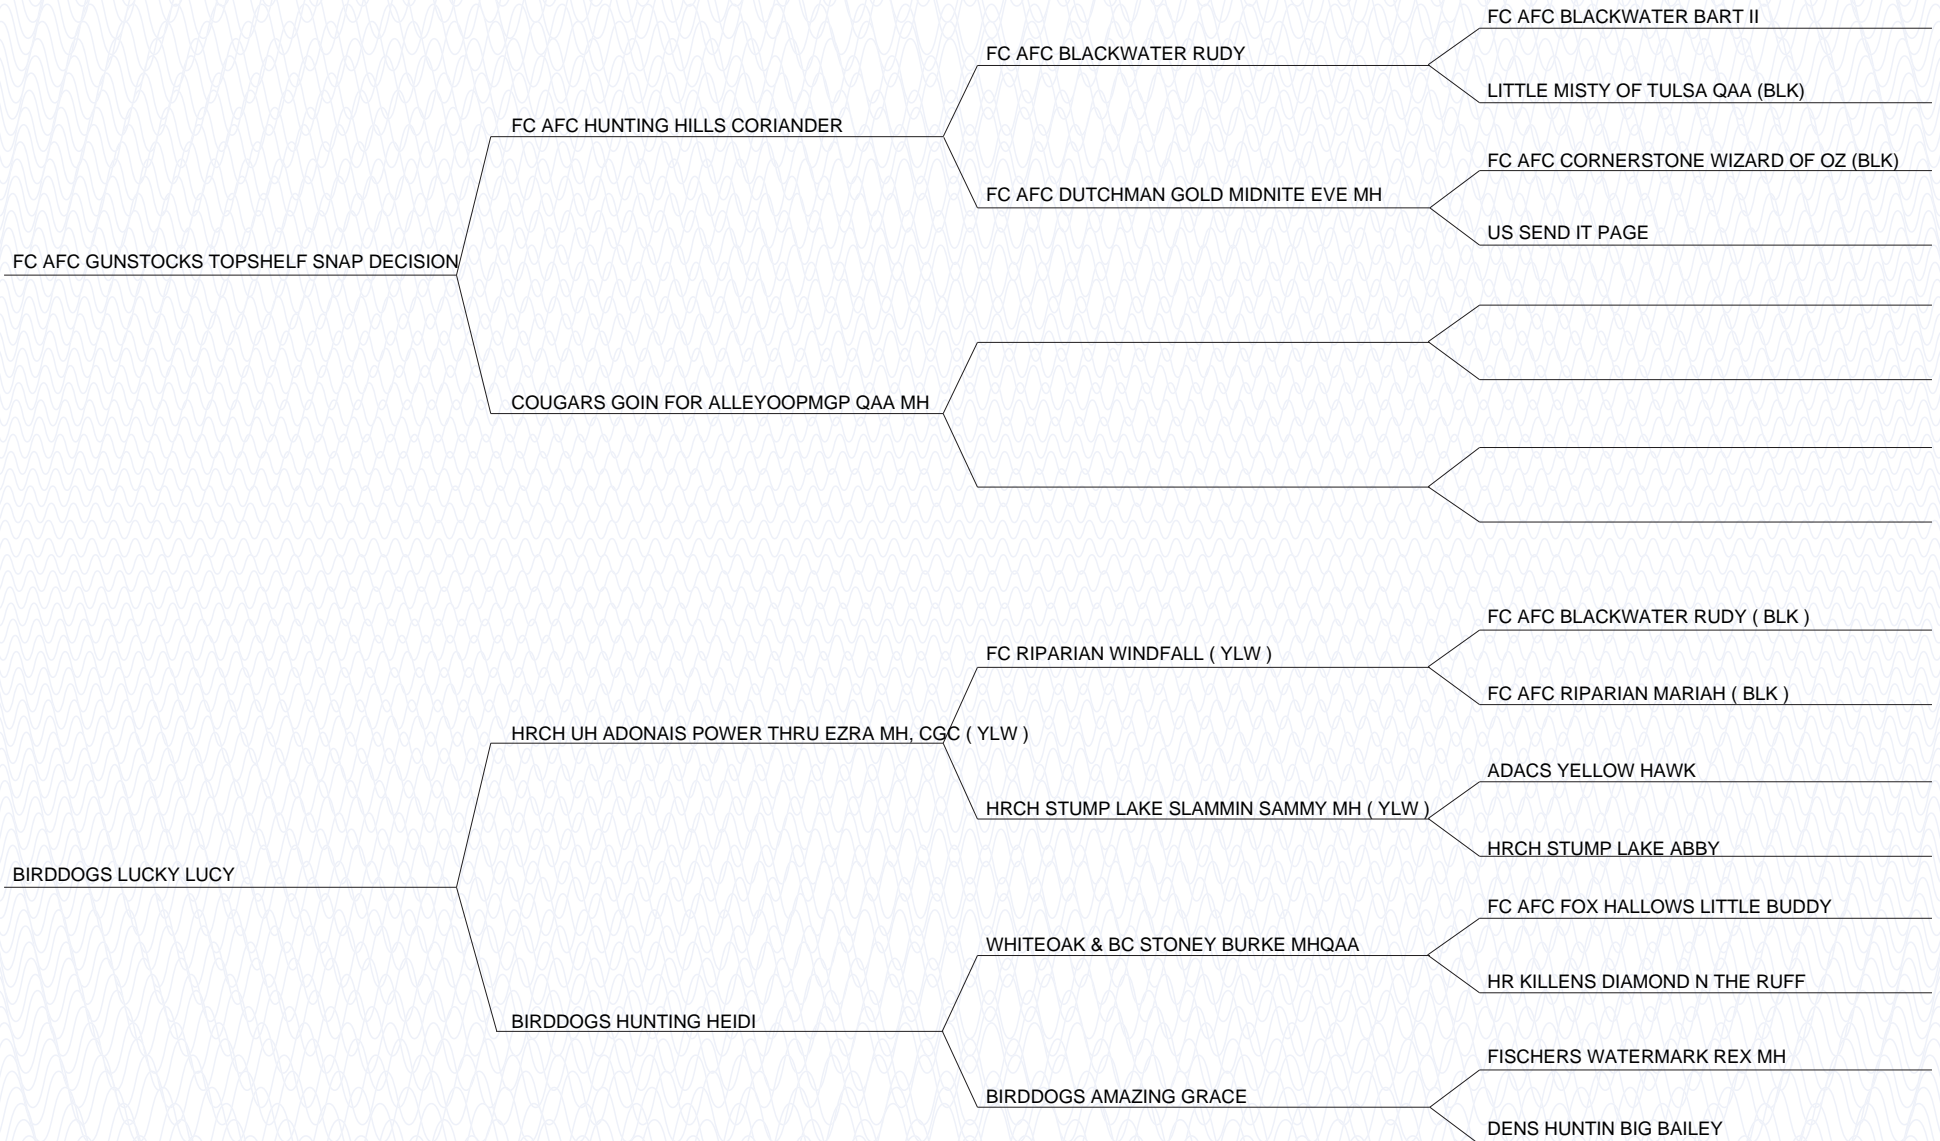 FC AFC BLACKWATER BART II
FC AFC BLACKWATER RUDY
LITTLE MISTY OF TULSA QAA (BLK)
FC AFC HUNTING HILLS CORIANDER
FC AFC CORNERSTONE WIZARD OF OZ (BLK)
FC AFC DUTCHMAN GOLD MIDNITE EVE MH
US SEND IT PAGE
FC AFC GUNSTOCKS TOPSHELF SNAP DECISION
COUGARS GOIN FOR ALLEYOOPMGP QAA MH
FC AFC BLACKWATER RUDY ( BLK )
FC RIPARIAN WINDFALL ( YLW )
FC AFC RIPARIAN MARIAH ( BLK )
HRCH UH ADONAIS POWER THRU EZRA MH, CGC ( YLW )
ADACS YELLOW HAWK
HRCH STUMP LAKE SLAMMIN SAMMY MH ( YLW )
HRCH STUMP LAKE ABBY
BIRDDOGS LUCKY LUCY
FC AFC FOX HALLOWS LITTLE BUDDY
WHITEOAK & BC STONEY BURKE MHQAA
HR KILLENS DIAMOND N THE RUFF
BIRDDOGS HUNTING HEIDI
FISCHERS WATERMARK REX MH
BIRDDOGS AMAZING GRACE
DENS HUNTIN BIG BAILEY